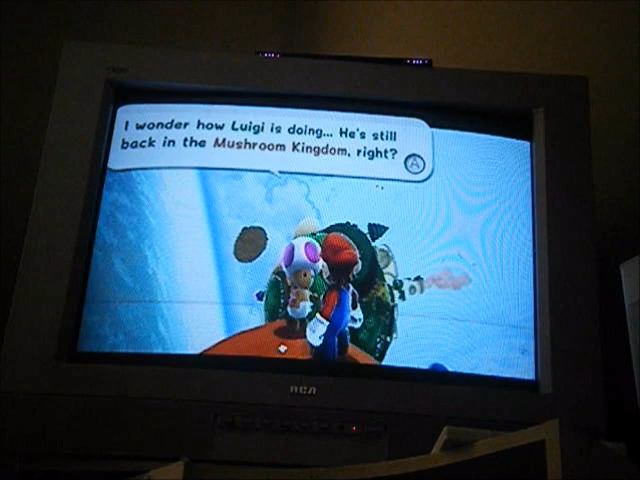 I wonder how Luigi is doing... He's still
back in the Mushroom Kingdom, right?
A
RCA